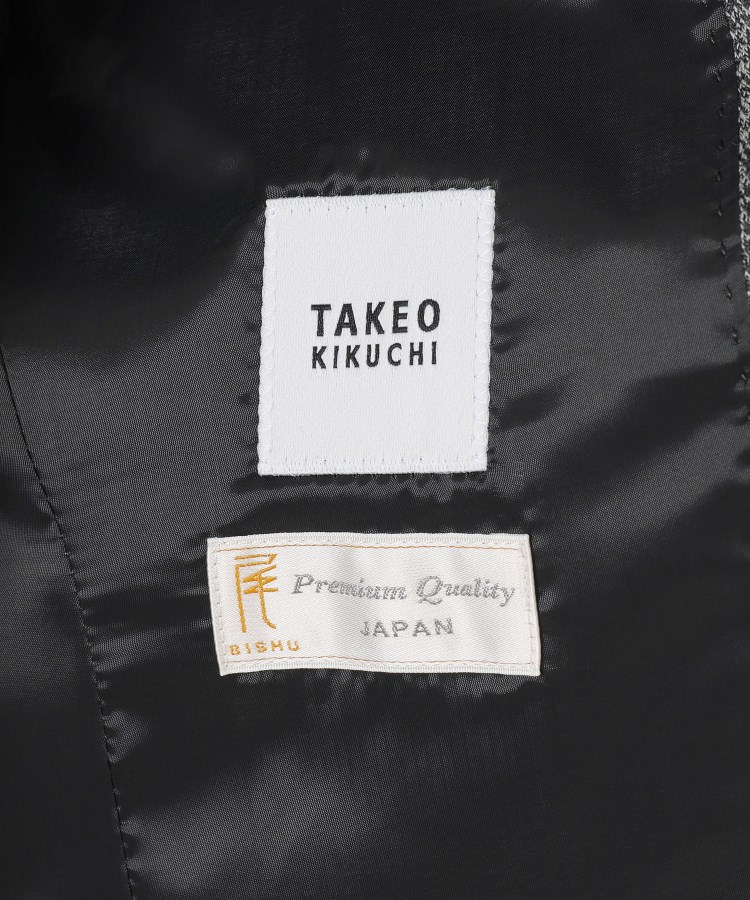 TAKEO
KIKUCHI
尾
Premium Quality
JAPAN
BISHU